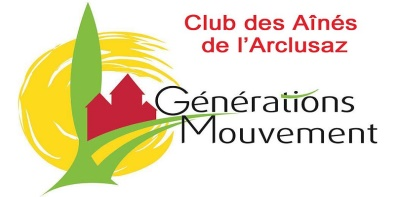 Club des Aînés
de l'Arclusaz
Générations
Mouvement